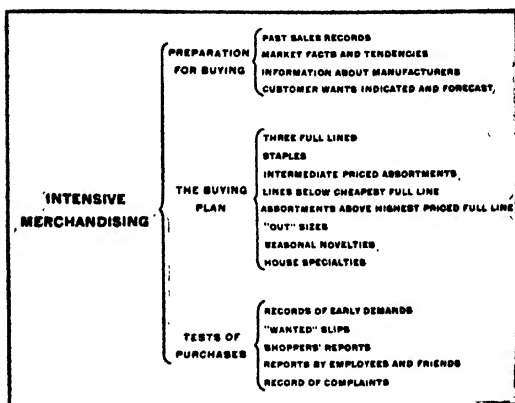 INTENSIVE
MERCHANDISING
PREPARATION
FOR BUYING
PAST SALES RECORDS
MARKET FACTS AND TENDENCIES
INFORMATION ABOUT MANUFACTURERS
CUSTOMER WANTS INDICATED AND FORECAST
THE BUYING
PLAN
THREE FULL LINES
STAPLES
INTERMEDIATE PRICED ASSORTMENTS
LINES BELOW CHEAPEST FULL LINE
ASSORTMENTS ABOVE HIGHEST PRICED FULL LINE
"OUT" SIZES
SEASONAL NOVELTIES
HOUSE SPECIALTIES
TESTS OF
PURCHASES
RECORDS OF EARLY DEMANDS
"WANTED" SLIPS
SHOPPERS' REPORTS
REPORTS BY EMPLOYEES AND FRIENDS
RECORD OF COMPLAINTS